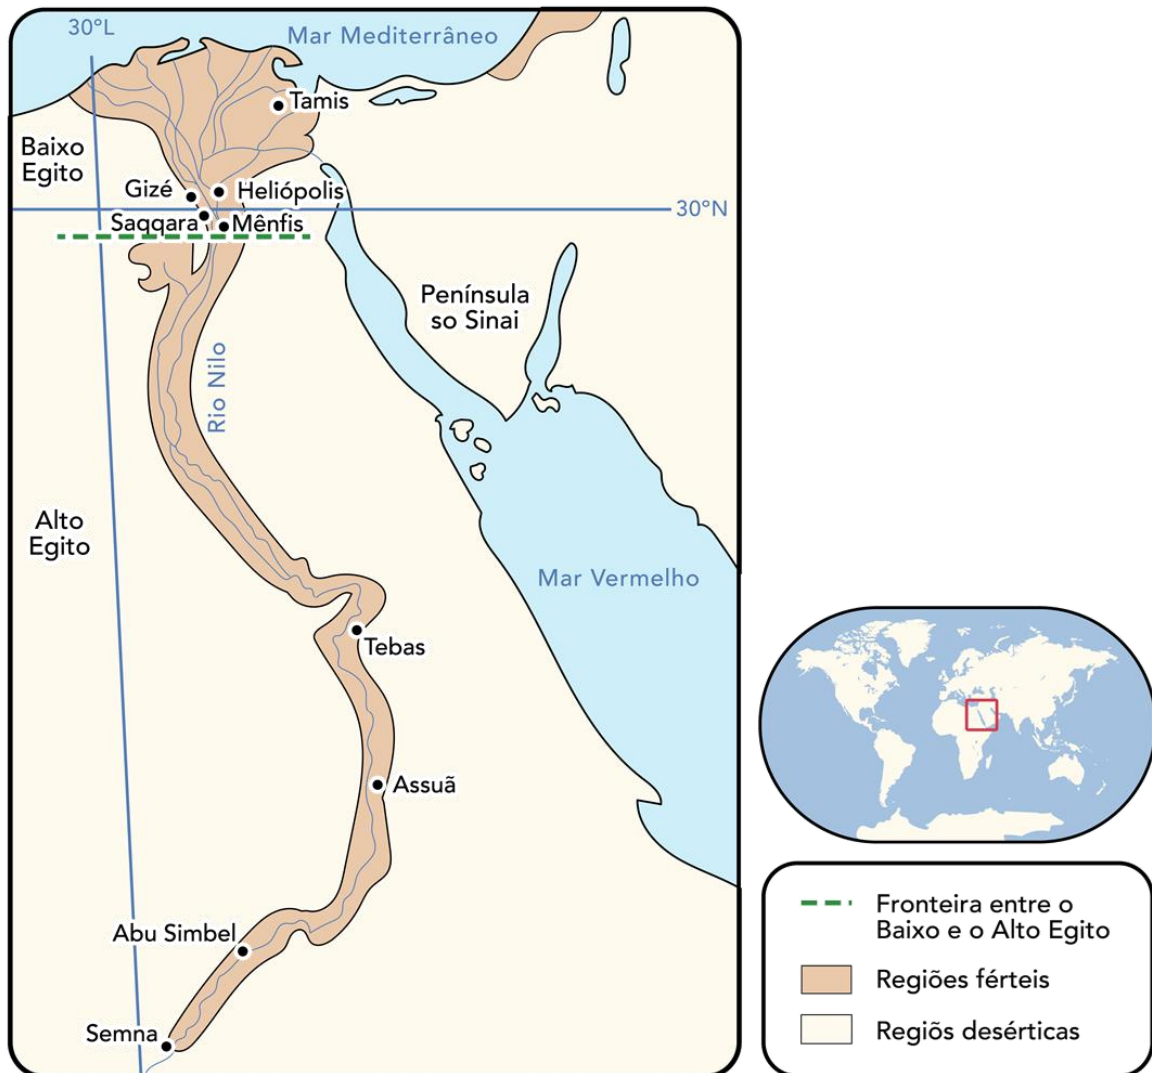 30°L
Mar Mediterrâneo
Tamis
Baixo
Egito
Gizé
Heliópolis
30°N
Saqqara
Mênfis
Península
so Sinai
Rio Nilo
Alto
Egito
Mar Vermelho
Tebas
Assuã
Abu Simbel
Semna
Fronteira entre o
Baixo e o Alto Egito
Regiões férteis
Regiõs desérticas